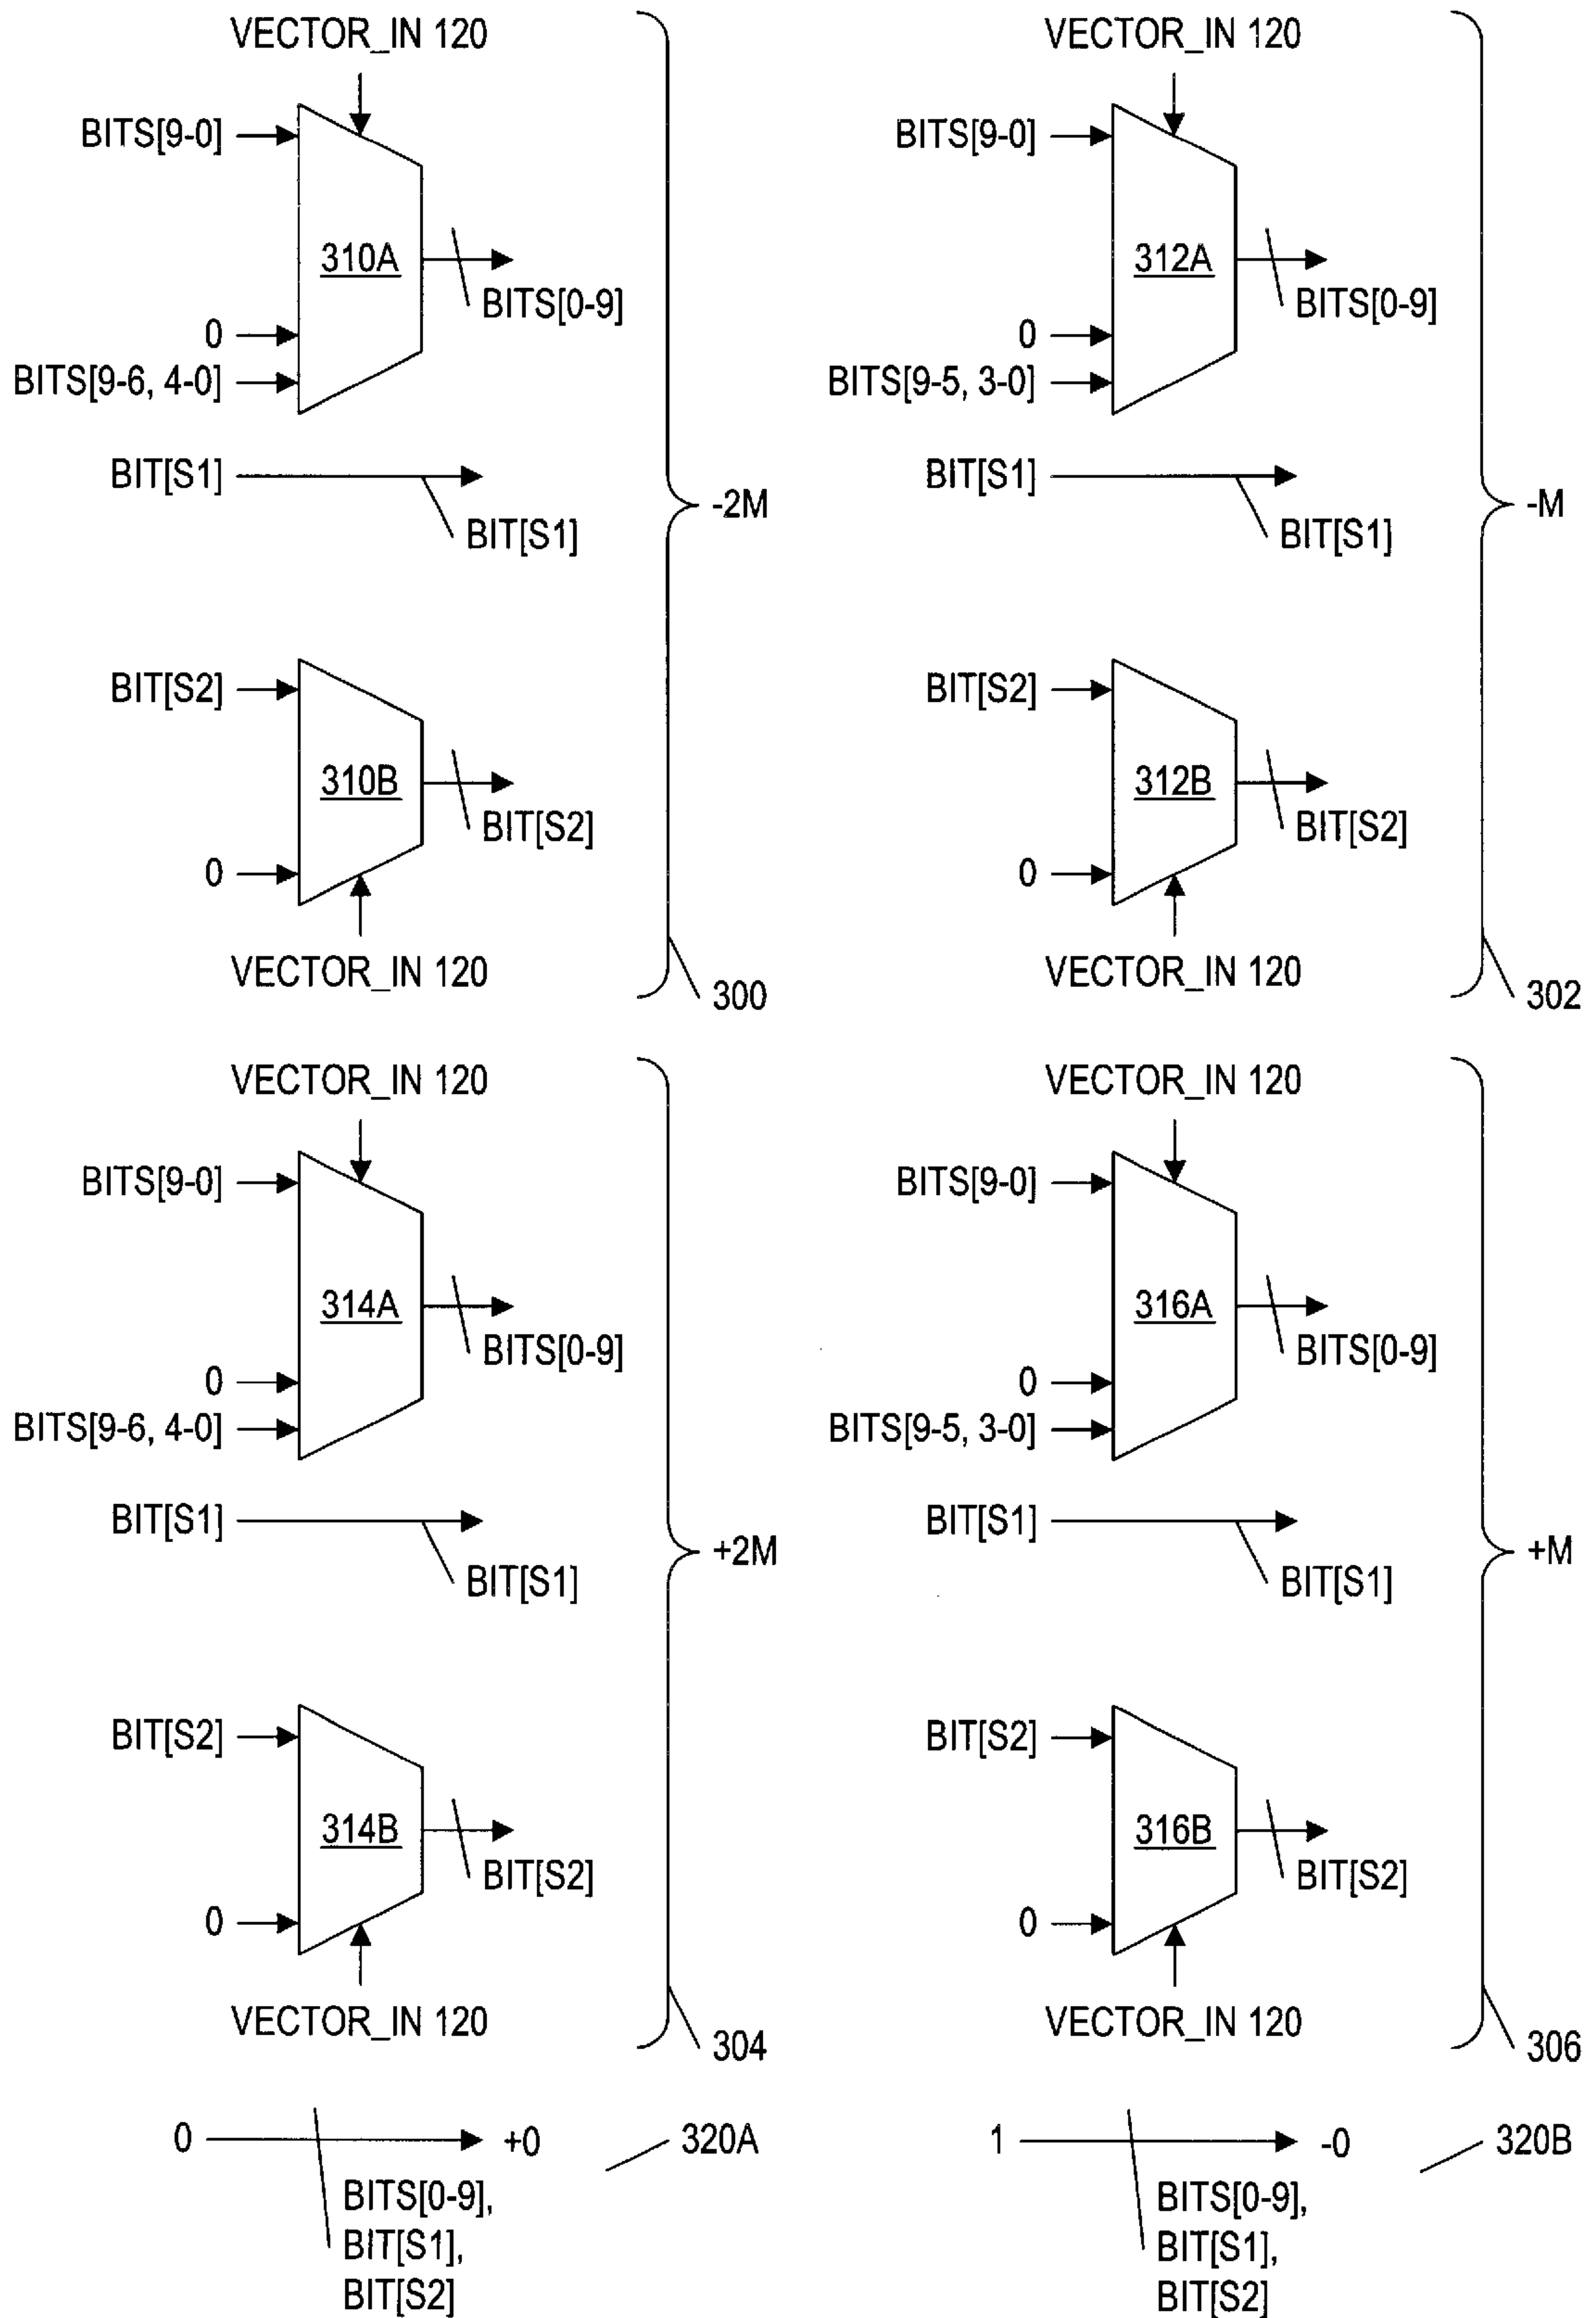 VECTOR_IN 120
BITS[9-0]
310A
BITS[0-9]
0
BITS[9-6, 4-0]
BIT[S1]
BIT[S1]
-2M
BIT[S2]
310B
BIT[S2]
0
VECTOR_IN 120
300
VECTOR_IN 120
BITS[9-0]
312A
BITS[0-9]
0
BITS[9-5, 3-0]
BIT[S1]
BIT[S1]
-M
BIT[S2]
312B
BIT[S2]
0
VECTOR_IN 120
302
VECTOR_IN 120
BITS[9-0]
314A
BITS[0-9]
0
BITS[9-6, 4-0]
BIT[S1]
BIT[S1]
+2M
BIT[S2]
314B
BIT[S2]
0
VECTOR_IN 120
304
VECTOR_IN 120
BITS[9-0]
316A
BITS[0-9]
0
BITS[9-5, 3-0]
BIT[S1]
BIT[S1]
+M
BIT[S2]
316B
BIT[S2]
0
VECTOR_IN 120
306
0
+0
320A
BITS[0-9],
BIT[S1],
BIT[S2]
1
-0
320B
BITS[0-9],
BIT[S1],
BIT[S2]